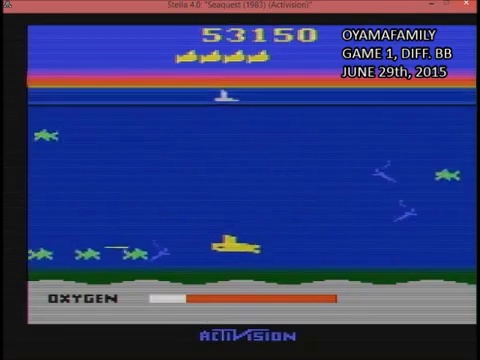 Stella 4.0: "Seaquest (1983) (Activision)"
53150
OYAMAFAMILY
GAME 1, DIFF. BB
JUNE 29th, 2015
OXYGEN
ACTIVISION